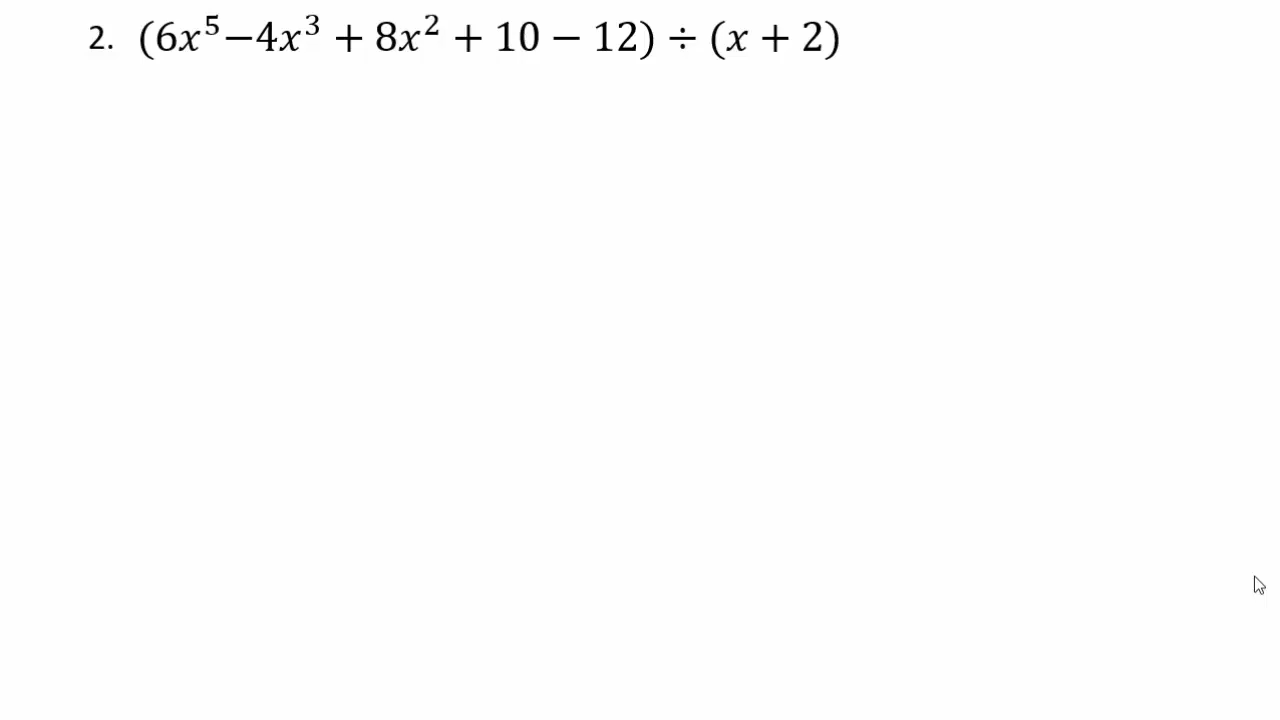 2. (6x⁵−4x³ + 8x² + 10 − 12) ÷ (x + 2)